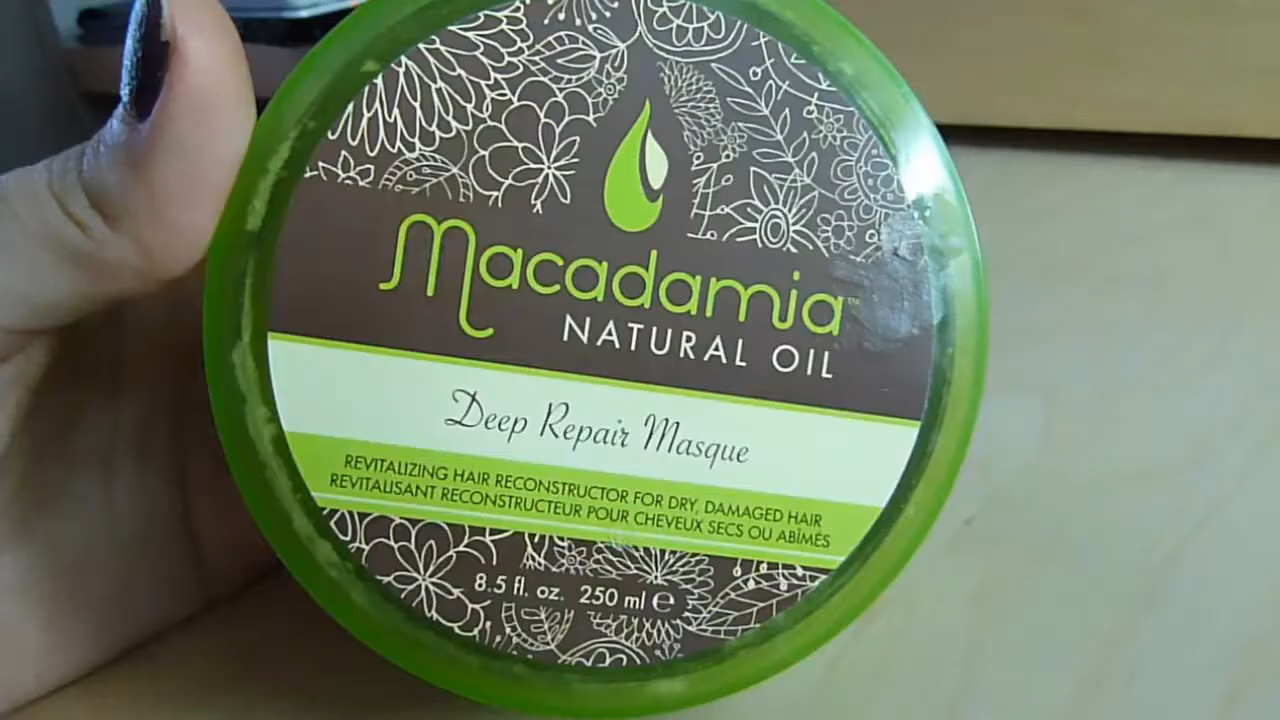 Macadamia™
NATURAL OIL
Deep Repair Masque
REVITALIZING HAIR RECONSTRUCTOR FOR DRY, DAMAGED HAIR
REVITALISANT RECONSTRUCTEUR POUR CHEVEUX SECS OU ABÎMÉS
8.5 fl. oz. 250 ml ℮